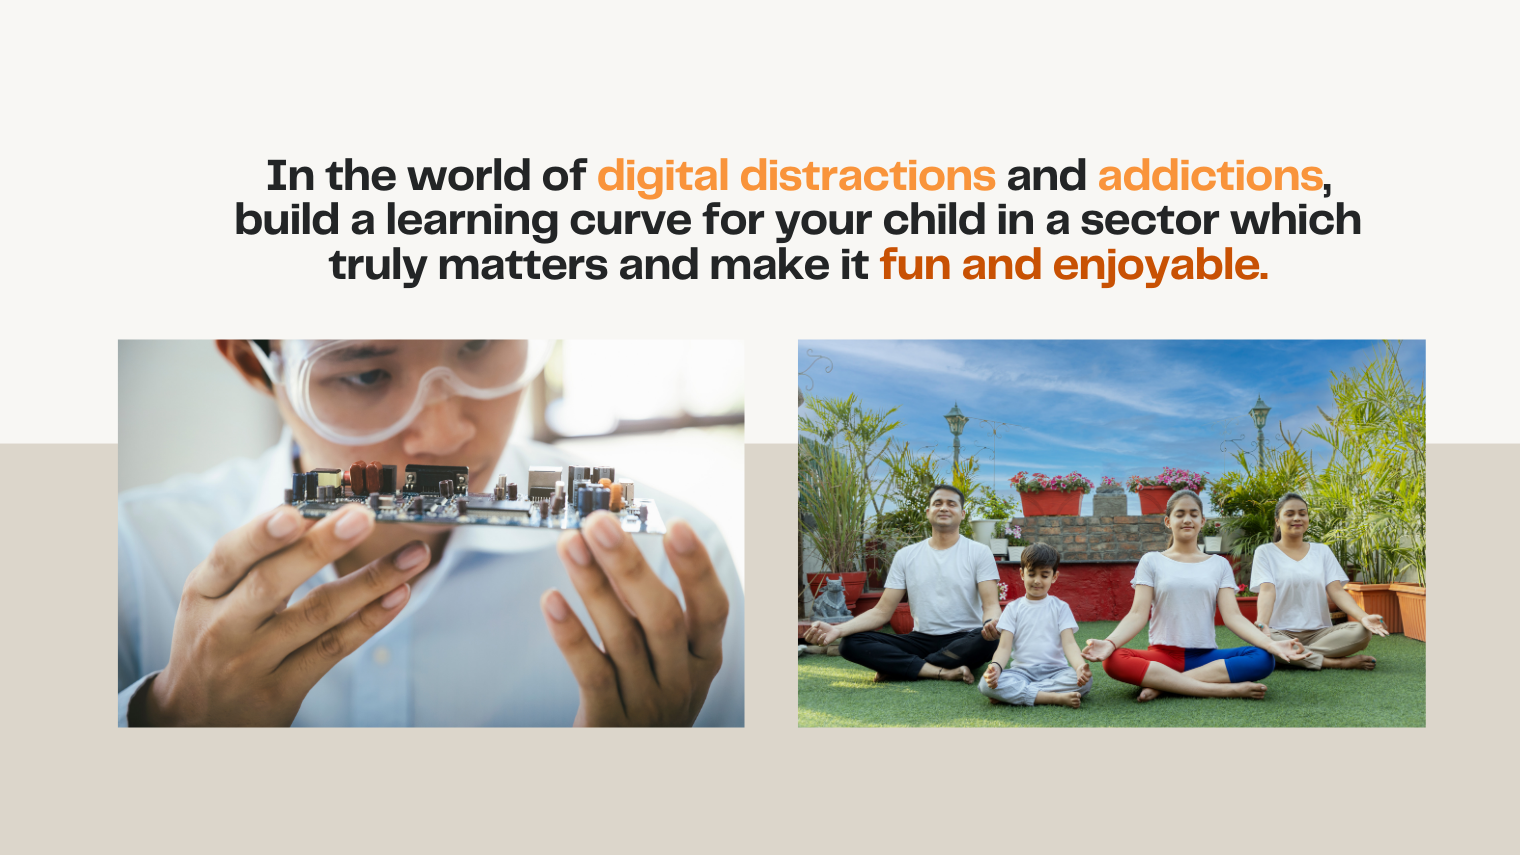 In the world of digital distractions and addictions,
build a learning curve for your child in a sector which
truly matters and make it fun and enjoyable.